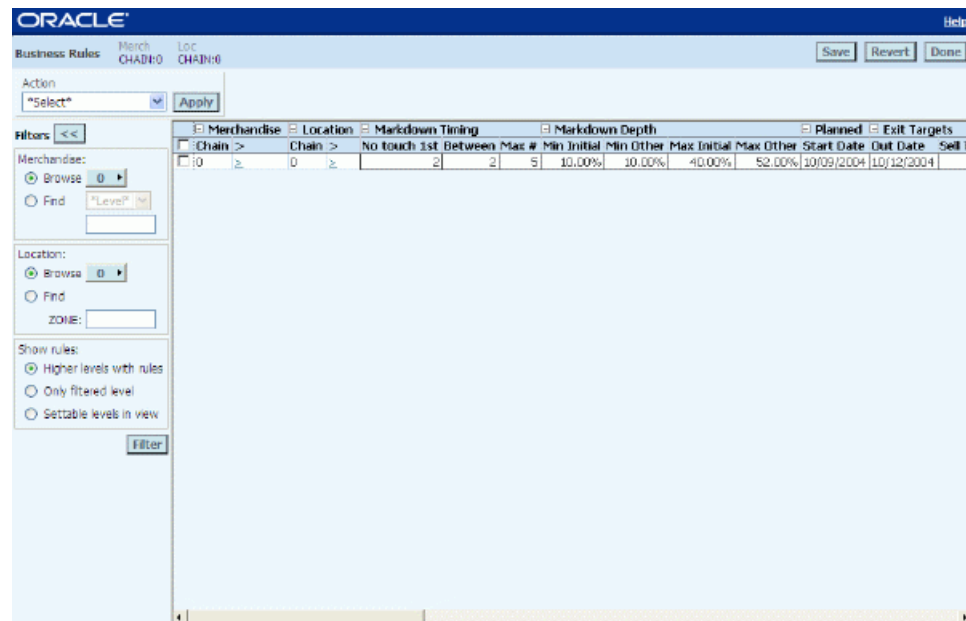 ORACLE
Help
Business Rules Merch CHAIN:0 Loc CHAIN:0 Save Revert Done
Action
*Select* Apply
Filters <<
Merchandise:
Browse 0
Find *Level*
Location:
Browse 0
Find
ZONE:
Show rules:
Higher levels with rules
Only filtered level
Settable levels in view
Filter
Merchandise Location Markdown Timing Markdown Depth Planned Exit Targets
Chain > Chain > No touch 1st Between Max # Min Initial Min Other Max Initial Max Other Start Date Out Date Sell
0 > 0 > 2 2 5 10.00% 10.00% 40.00% 52.00% 10/09/2004 10/12/2004